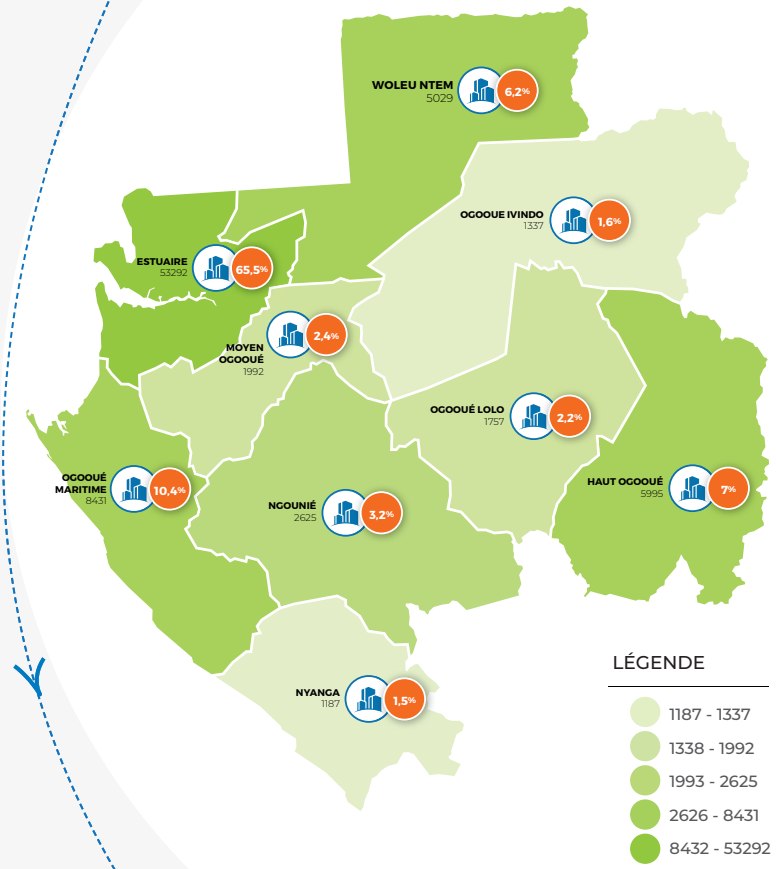 WOLEU NTEM
5029
6,2%
OGOOUE IVINDO
1337
1,6%
ESTUAIRE
53292
65,5%
MOYEN
OGOOUÉ
1992
2,4%
OGOOUÉ LOLO
1757
2,2%
OGOOUÉ
MARITIME
8431
10,4%
NGOUNIÉ
2625
3,2%
HAUT OGOOUÉ
5995
7%
NYANGA
1187
1,5%
LÉGENDE
1187 - 1337
1338 - 1992
1993 - 2625
2626 - 8431
8432 - 53292